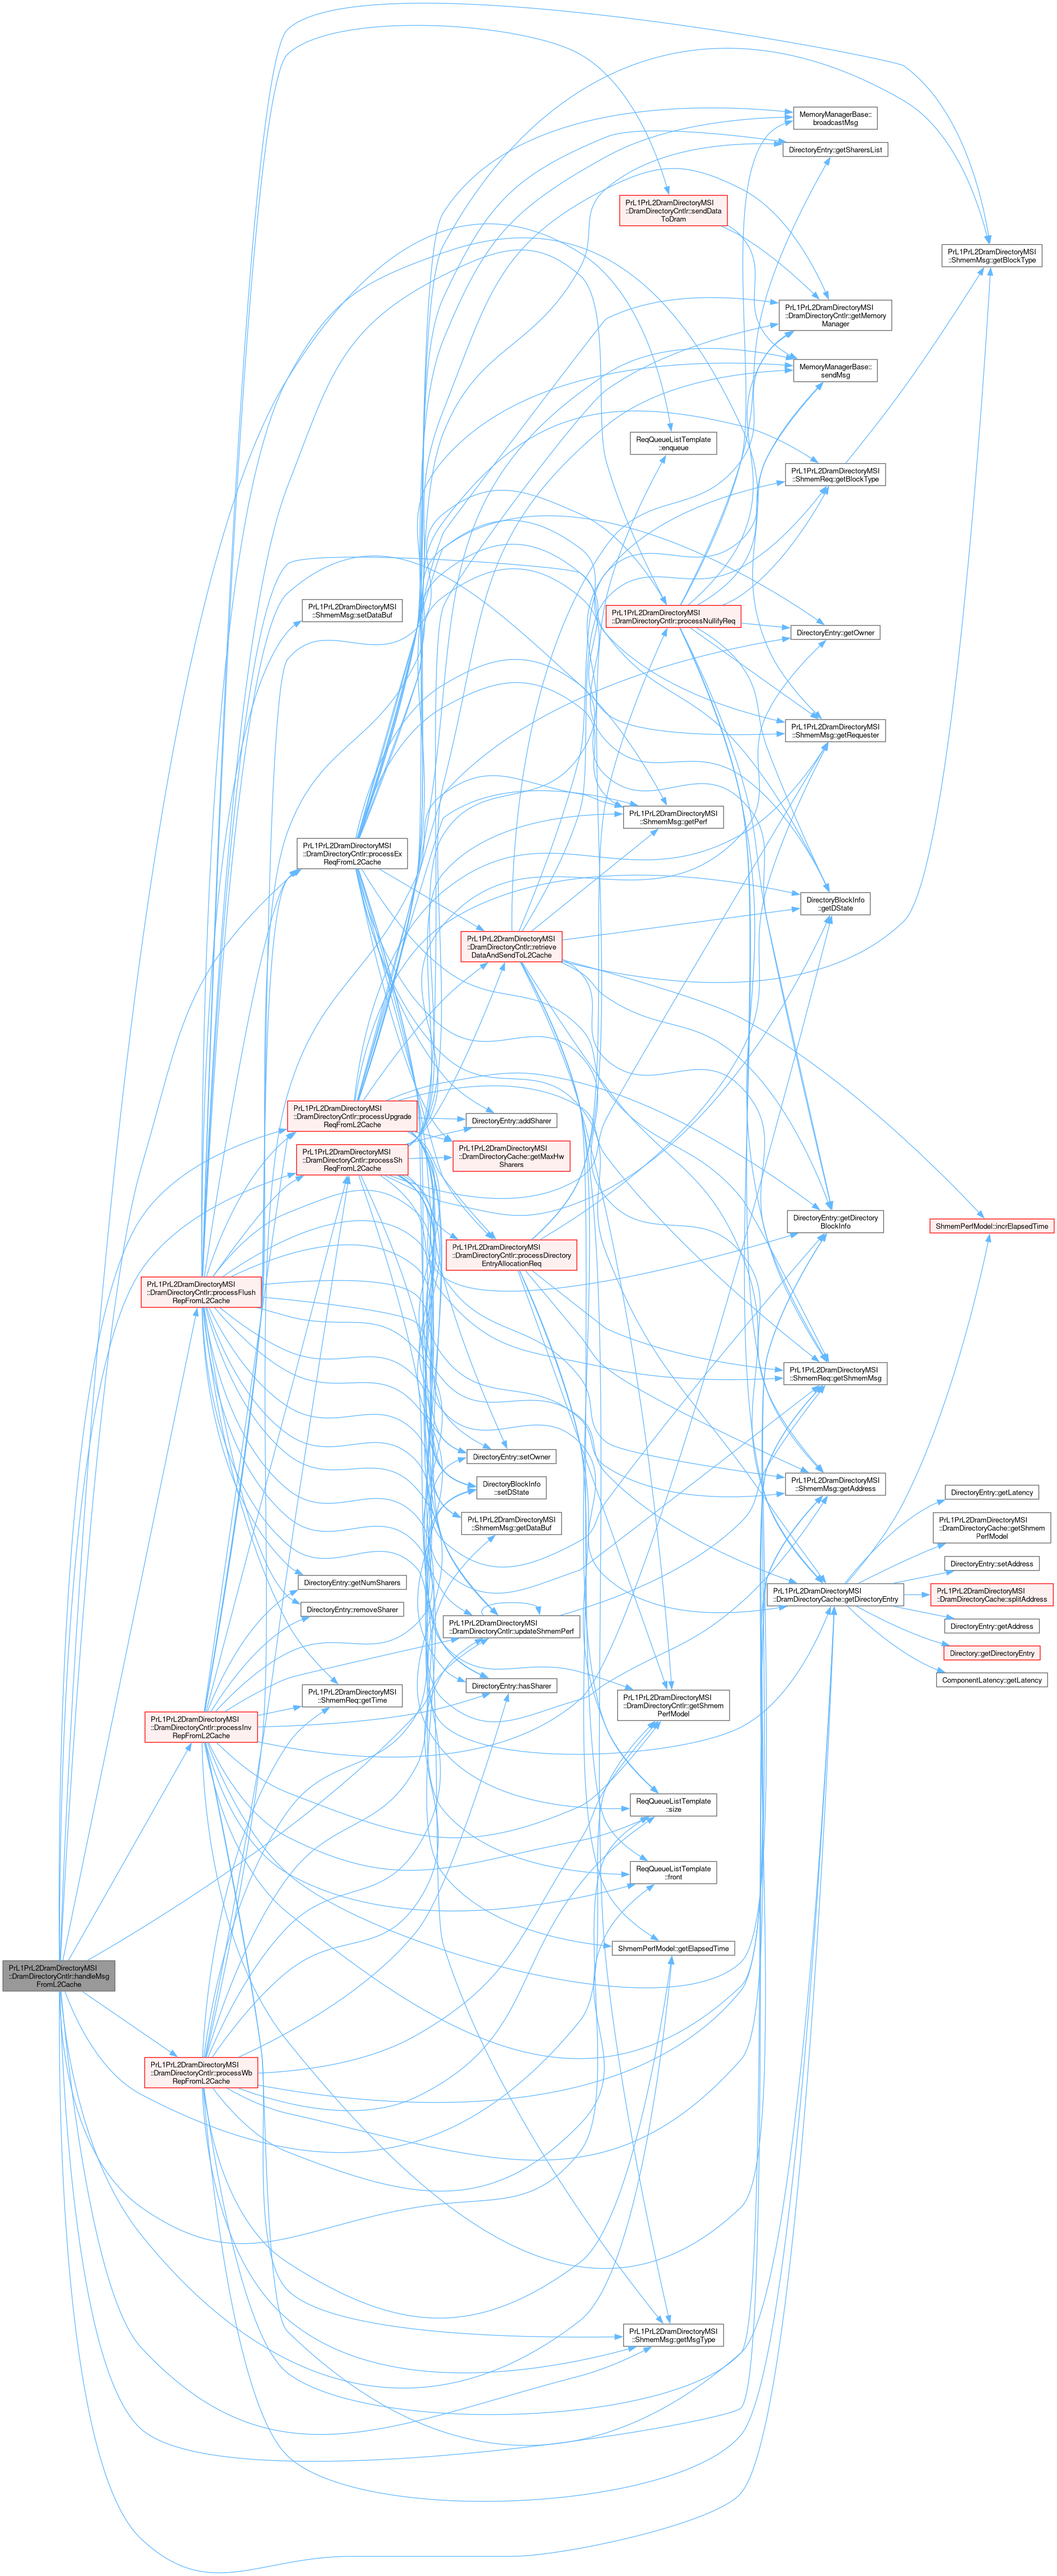 MemoryManagerBase::
broadcastMsg
DirectoryEntry::getSharersList
PrL1PrL2DramDirectoryMSI
::DramDirectoryCntlr::sendData
ToDram
PrL1PrL2DramDirectoryMSI
::ShmemMsg::getBlockType
PrL1PrL2DramDirectoryMSI
::DramDirectoryCntlr::getMemory
Manager
MemoryManagerBase::
sendMsg
ReqQueueListTemplate
::enqueue
PrL1PrL2DramDirectoryMSI
::ShmemReq::getBlockType
PrL1PrL2DramDirectoryMSI
::ShmemMsg::setDataBuf
PrL1PrL2DramDirectoryMSI
::DramDirectoryCntlr::processNullifyReq
DirectoryEntry::getOwner
PrL1PrL2DramDirectoryMSI
::ShmemMsg::getRequester
PrL1PrL2DramDirectoryMSI
::ShmemMsg::getPerf
PrL1PrL2DramDirectoryMSI
::DramDirectoryCntlr::processEx
ReqFromL2Cache
DirectoryBlockInfo
::getDState
PrL1PrL2DramDirectoryMSI
::DramDirectoryCntlr::retrieve
DataAndSendToL2Cache
PrL1PrL2DramDirectoryMSI
::DramDirectoryCntlr::processUpgrade
ReqFromL2Cache
DirectoryEntry::addSharer
PrL1PrL2DramDirectoryMSI
::DramDirectoryCntlr::processSh
ReqFromL2Cache
PrL1PrL2DramDirectoryMSI
::DramDirectoryCache::getMaxHw
Sharers
DirectoryEntry::getDirectory
BlockInfo
ShmemPerfModel::incrElapsedTime
PrL1PrL2DramDirectoryMSI
::DramDirectoryCntlr::processDirectory
EntryAllocationReq
PrL1PrL2DramDirectoryMSI
::DramDirectoryCntlr::processFlush
RepFromL2Cache
PrL1PrL2DramDirectoryMSI
::ShmemReq::getShmemMsg
DirectoryEntry::setOwner
PrL1PrL2DramDirectoryMSI
::ShmemMsg::getAddress
DirectoryBlockInfo
::setDState
DirectoryEntry::getLatency
PrL1PrL2DramDirectoryMSI
::ShmemMsg::getDataBuf
PrL1PrL2DramDirectoryMSI
::DramDirectoryCache::getShmem
PerfModel
DirectoryEntry::setAddress
DirectoryEntry::getNumSharers
PrL1PrL2DramDirectoryMSI
::DramDirectoryCache::getDirectoryEntry
PrL1PrL2DramDirectoryMSI
::DramDirectoryCache::splitAddress
DirectoryEntry::removeSharer
PrL1PrL2DramDirectoryMSI
::DramDirectoryCntlr::updateShmemPerf
DirectoryEntry::getAddress
Directory::getDirectoryEntry
ComponentLatency::getLatency
DirectoryEntry::hasSharer
PrL1PrL2DramDirectoryMSI
::ShmemReq::getTime
PrL1PrL2DramDirectoryMSI
::DramDirectoryCntlr::getShmem
PerfModel
PrL1PrL2DramDirectoryMSI
::DramDirectoryCntlr::processInv
RepFromL2Cache
ReqQueueListTemplate
::size
ReqQueueListTemplate
::front
ShmemPerfModel::getElapsedTime
PrL1PrL2DramDirectoryMSI
::DramDirectoryCntlr::handleMsg
FromL2Cache
PrL1PrL2DramDirectoryMSI
::DramDirectoryCntlr::processWb
RepFromL2Cache
PrL1PrL2DramDirectoryMSI
::ShmemMsg::getMsgType